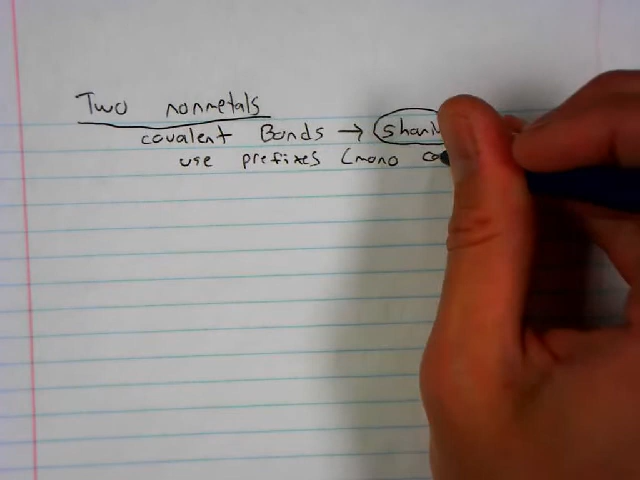 Two nonmetals
covalent Bonds →
use prefixes (mono